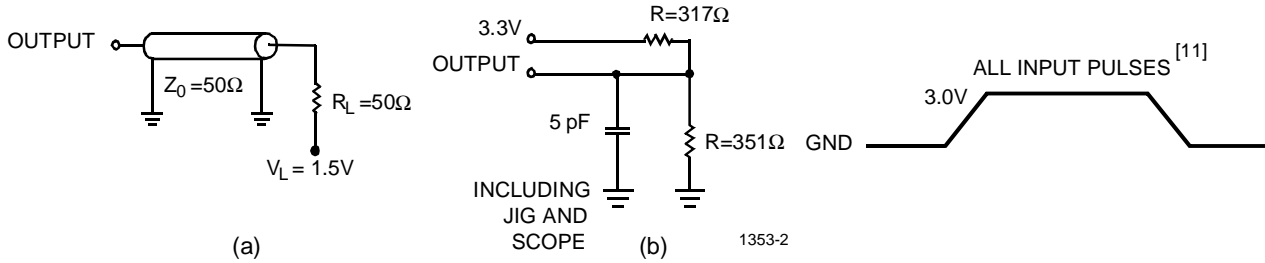 OUTPUT
Z0 =50Ω
RL = 50Ω
VL = 1.5V
(a)
R=317Ω
3.3V
OUTPUT
5 pF
R=351Ω
INCLUDING
JIG AND
SCOPE
(b)
1353-2
ALL INPUT PULSES [11]
3.0V
GND